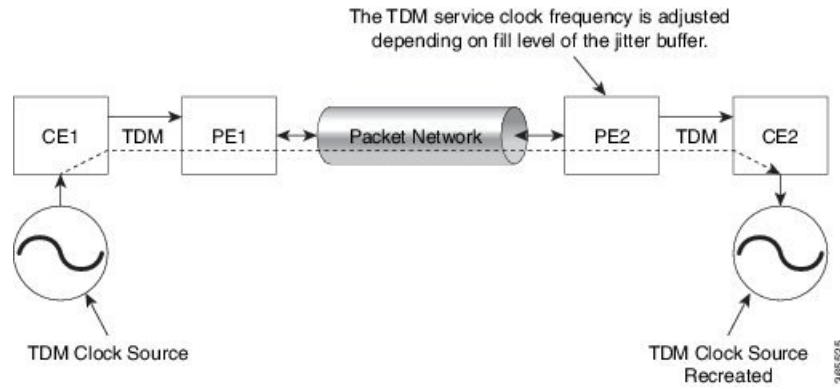 The TDM service clock frequency is adjusted
depending on fill level of the jitter buffer.
CE1
TDM
PE1
Packet Network
PE2
TDM
CE2
TDM Clock Source
TDM Clock Source
Recreated